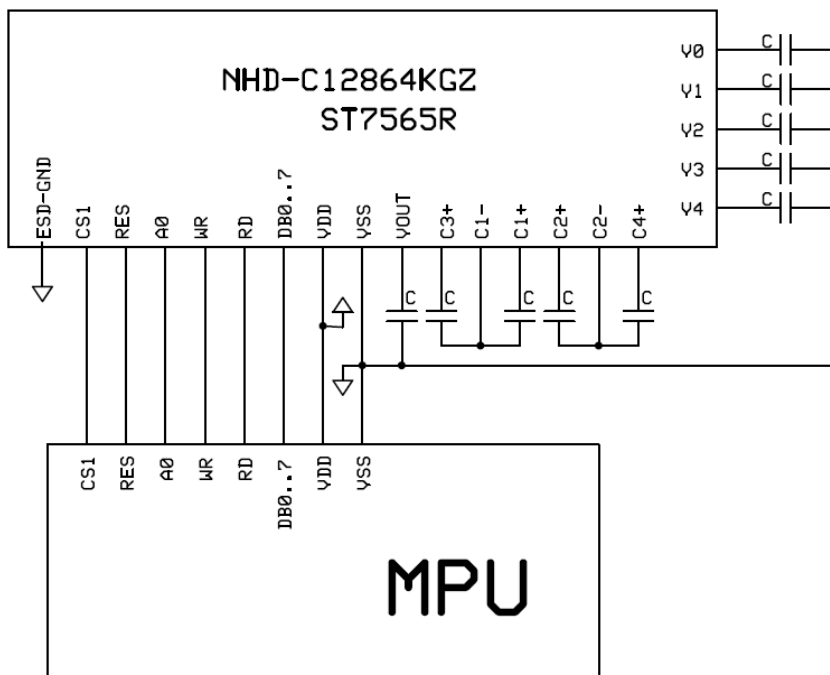 NHD-C12864KGZ
ST7565R
V0
V1
V2
V3
V4
C
C
C
C
C
ESD-GND
CS1
RES
A0
WR
RD
DB0..7
VDD
VSS
VOUT
C3+
C1-
C1+
C2+
C2-
C4+
C
C
C
C
C
CS1
RES
A0
WR
RD
DB0..7
VDD
VSS
MPU